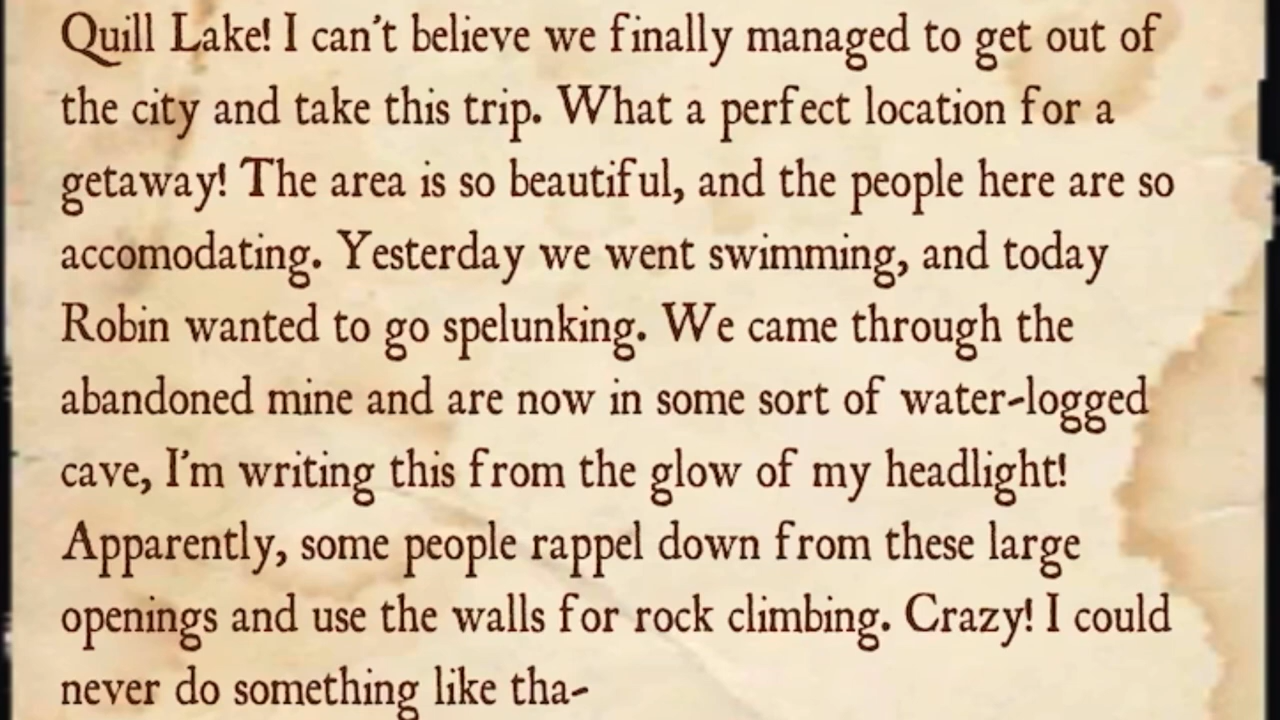 Quill Lake! I can't believe we finally managed to get out of
the city and take this trip. What a perfect location for a
getaway! The area is so beautiful, and the people here are so
accomodating. Yesterday we went swimming, and today
Robin wanted to go spelunking. We came through the
abandoned mine and are now in some sort of water-logged
cave, I'm writing this from the glow of my headlight!
Apparently, some people rappel down from these large
openings and use the walls for rock climbing. Crazy! I could
never do something like tha-